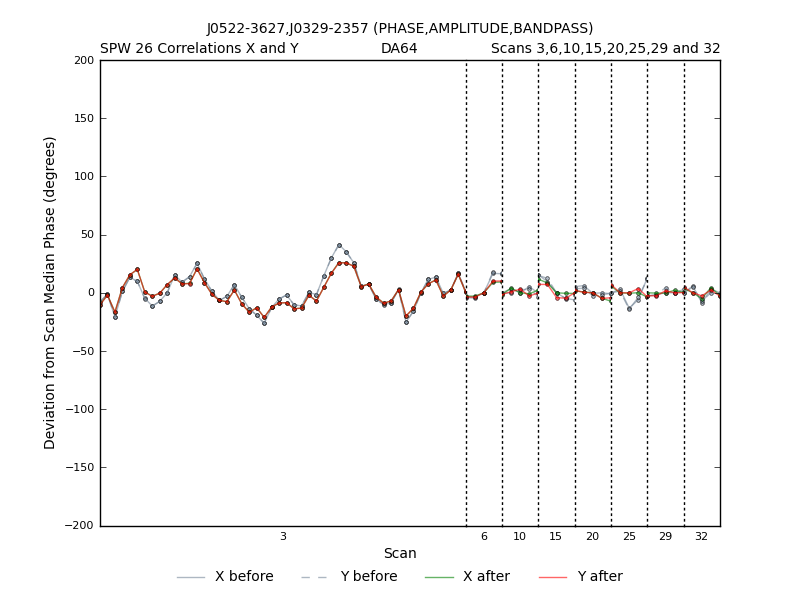 J0522-3627,J0329-2357 (PHASE,AMPLITUDE,BANDPASS)
SPW 26 Correlations X and Y DA64 Scans 3,6,10,15,20,25,29 and 32
200
150
100
50
0
−50
−100
−150
−200
Deviation from Scan Median Phase (degrees)
3 6 10 15 20 25 29 32
Scan
X before Y before X after Y after